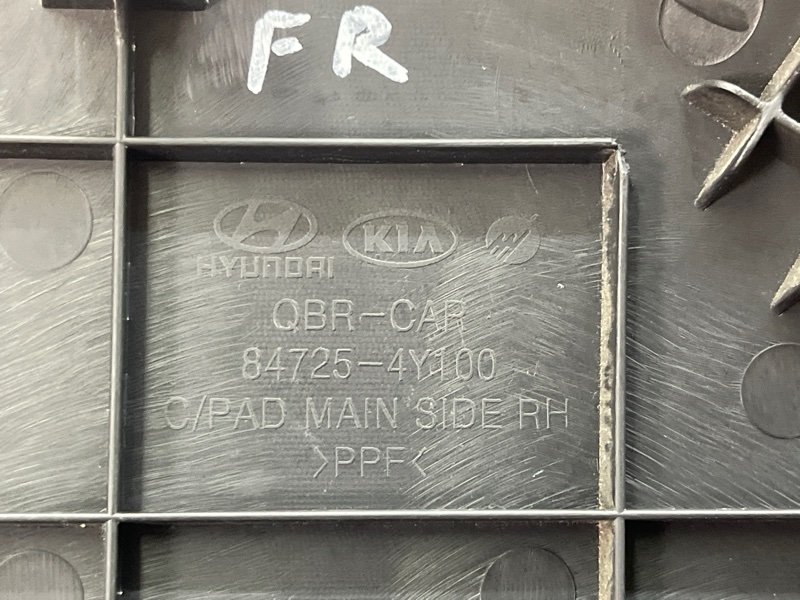 FR
HYUNDAI KIA
QBR-CAR
84725-4Y100
C/PAD MAIN SIDE RH
>PPF<